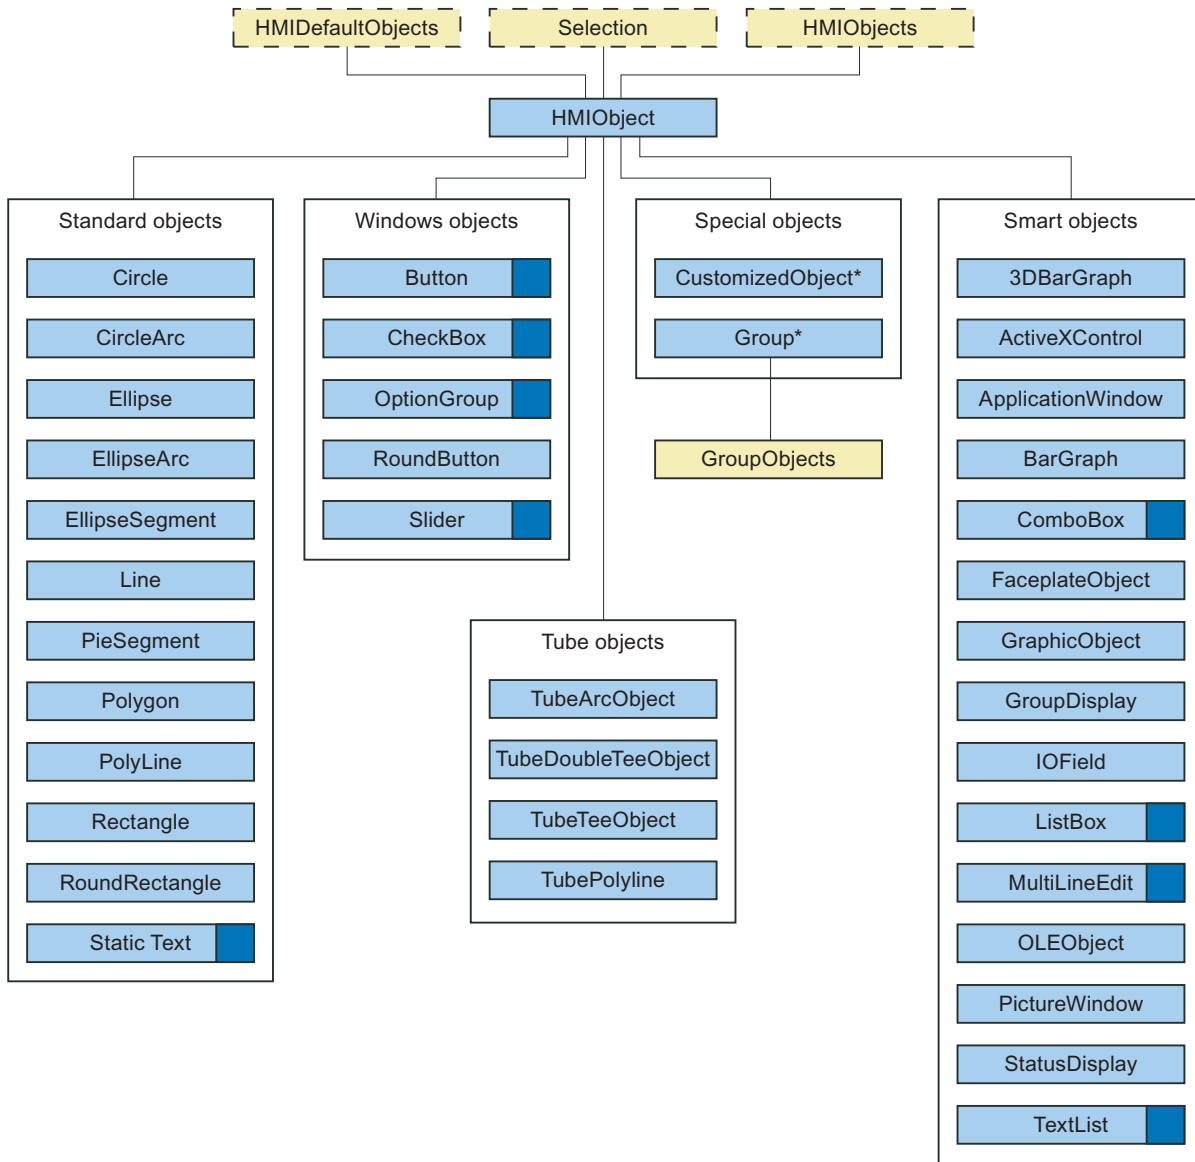 HMIDefaultObjects
Selection
HMIObjects
HMIObject
Standard objects
Circle
CircleArc
Ellipse
EllipseArc
EllipseSegment
Line
PieSegment
Polygon
PolyLine
Rectangle
RoundRectangle
Static Text
Windows objects
Button
CheckBox
OptionGroup
RoundButton
Slider
Tube objects
TubeArcObject
TubeDoubleTeeObject
TubeTeeObject
TubePolyline
Special objects
CustomizedObject*
Group*
GroupObjects
Smart objects
3DBarGraph
ActiveXControl
ApplicationWindow
BarGraph
ComboBox
FaceplateObject
GraphicObject
GroupDisplay
IOField
ListBox
MultiLineEdit
OLEObject
PictureWindow
StatusDisplay
TextList